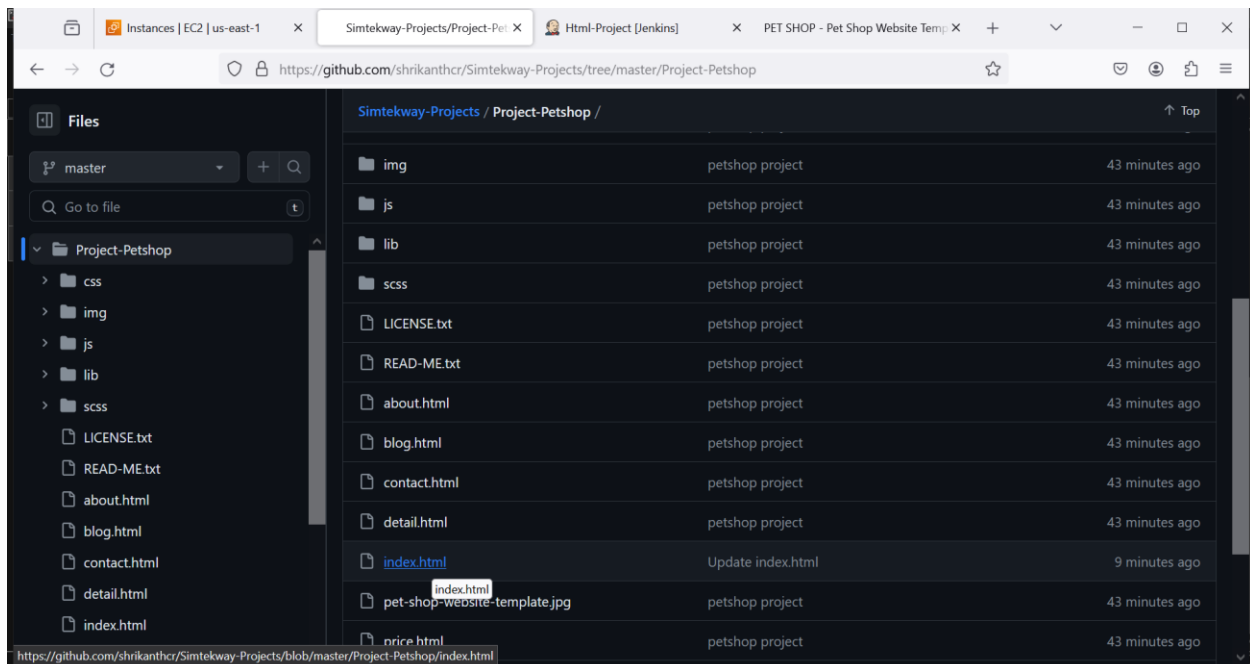 Instances | EC2 | us-east-1
Simtekway-Projects/Project-Pet
Html-Project [Jenkins]
PET SHOP - Pet Shop Website Temp
https://github.com/shrikanthcr/Simtekway-Projects/tree/master/Project-Petshop
Files
master
Go to file
t
Project-Petshop
css
img
js
lib
scss
LICENSE.txt
READ-ME.txt
about.html
blog.html
contact.html
detail.html
index.html
Simtekway-Projects / Project-Petshop /
Top
img petshop project 43 minutes ago
js petshop project 43 minutes ago
lib petshop project 43 minutes ago
scss petshop project 43 minutes ago
LICENSE.txt petshop project 43 minutes ago
READ-ME.txt petshop project 43 minutes ago
about.html petshop project 43 minutes ago
blog.html petshop project 43 minutes ago
contact.html petshop project 43 minutes ago
detail.html petshop project 43 minutes ago
index.html Update index.html 9 minutes ago
index.html
pet-shop-website-template.jpg petshop project 43 minutes ago
price.html petshop project 43 minutes ago
https://github.com/shrikanthcr/Simtekway-Projects/blob/master/Project-Petshop/index.html